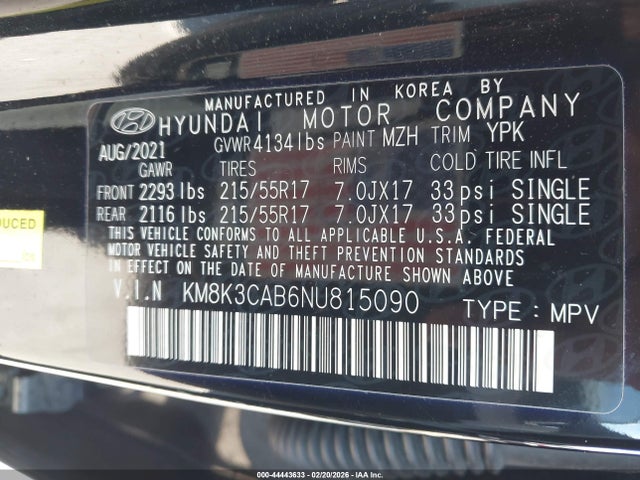 MANUFACTURED IN KOREA BY
HYUNDAI MOTOR COMPANY
AUG/2021 GVWR 4134 lbs PAINT MZH TRIM YPK
GAWR TIRES RIMS COLD TIRE INFL
FRONT 2293 lbs 215/55R17 7.0JX17 33 psi SINGLE
REAR 2116 lbs 215/55R17 7.0JX17 33 psi SINGLE
THIS VEHICLE CONFORMS TO ALL APPLICABLE U.S.A. FEDERAL
MOTOR VEHICLE SAFETY AND THEFT PREVENTION STANDARDS
IN EFFECT ON THE DATE OF MANUFACTURE SHOWN ABOVE.
V.I.N KM8K3CAB6NU815090 TYPE : MPV
000-44443633 - 02/20/2026 - IAA Inc.